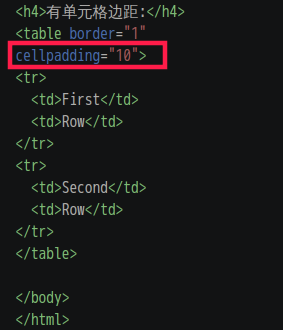 <h4>有单元格边距:</h4>
<table border="1"
cellpadding="10">
<tr>
  <td>First</td>
  <td>Row</td>
</tr>
<tr>
  <td>Second</td>
  <td>Row</td>
</tr>
</table>

</body>
</html>